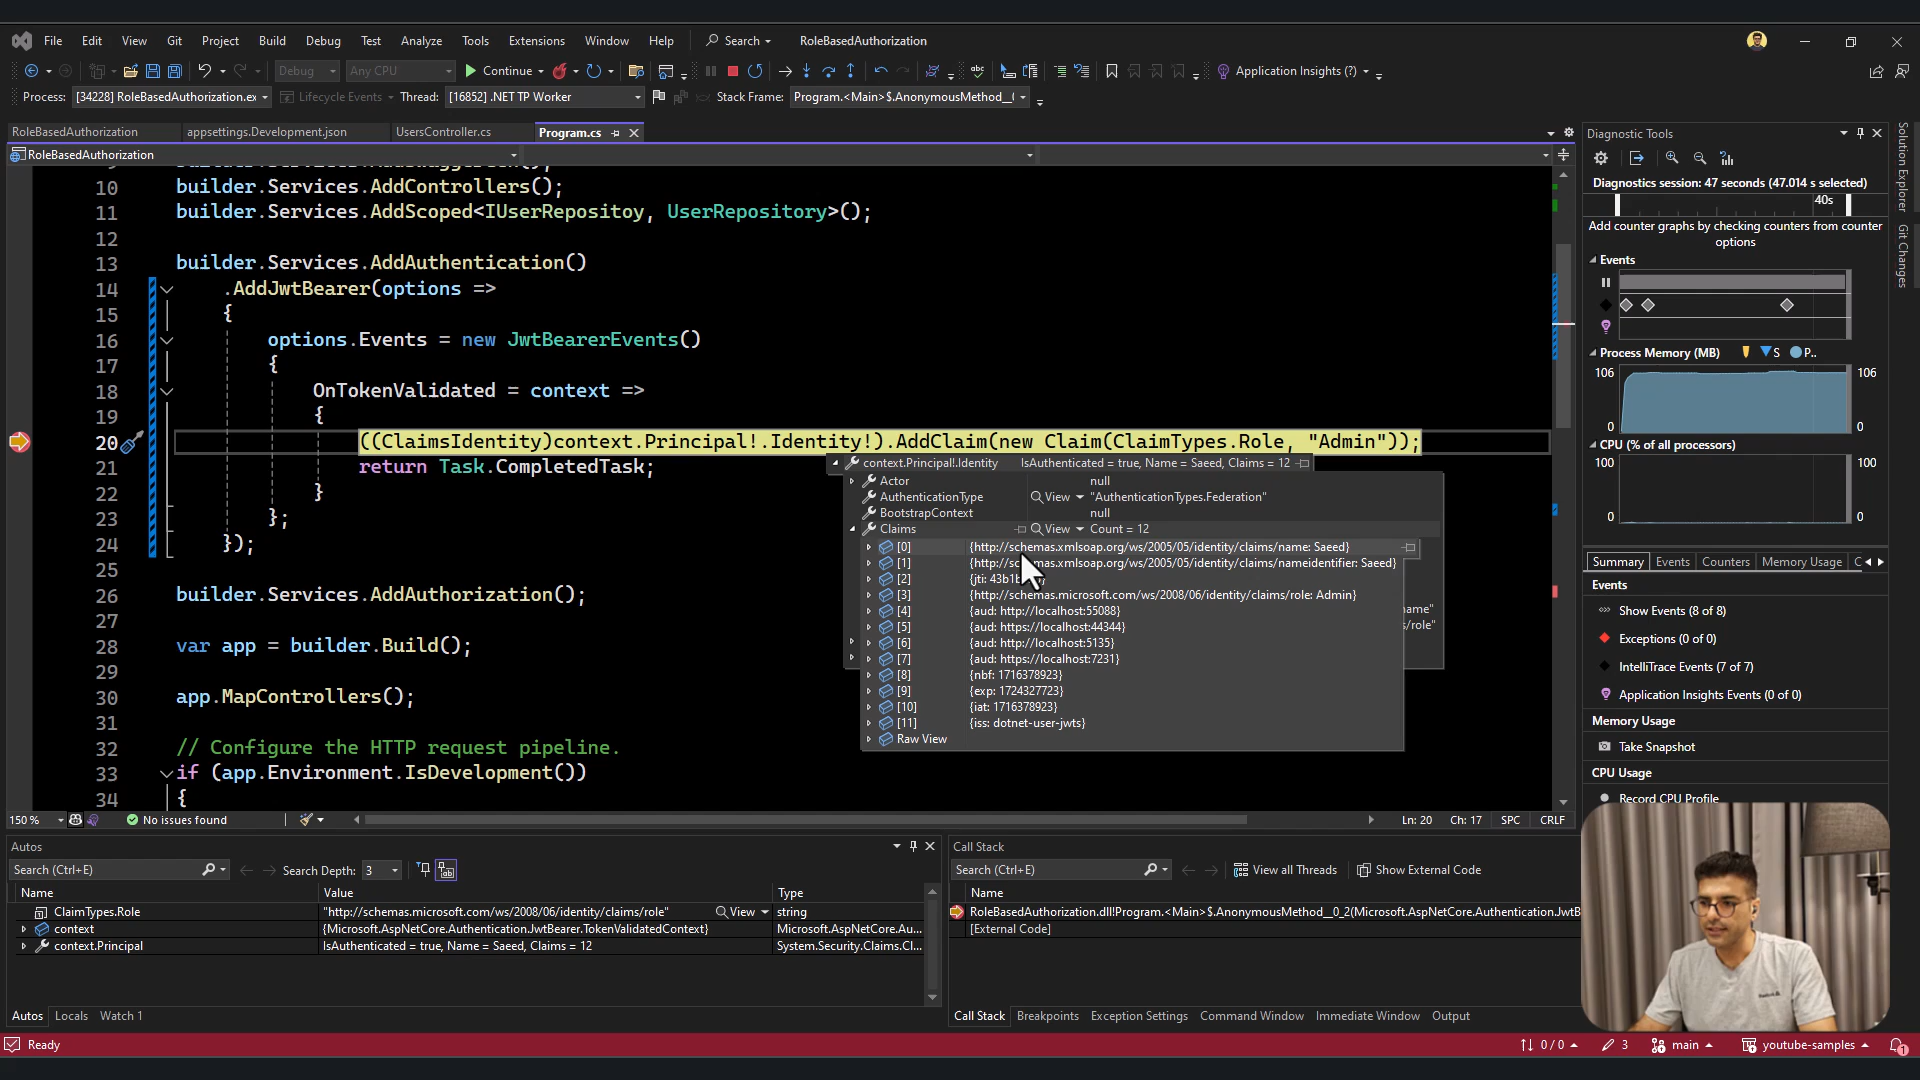 File Edit View Git Project Build Debug Test Analyze Tools Extensions Window Help Search RoleBasedAuthorization
Debug Any CPU Continue Application Insights (?)
Process: [34228] RoleBasedAuthorization.ex Lifecycle Events Thread: [16852] .NET TP Worker Stack Frame: Program.<Main>$.AnonymousMethod__(
RoleBasedAuthorization appsettings.Development.json UsersController.cs Program.cs
RoleBasedAuthorization
10 builder.Services.AddControllers();
11 builder.Services.AddScoped<IUserRepositoy, UserRepository>();
12
13 builder.Services.AddAuthentication()
14 .AddJwtBearer(options =>
15 {
16 options.Events = new JwtBearerEvents()
17 {
18 OnTokenValidated = context =>
19 {
20 ((ClaimsIdentity)context.Principal!.Identity!).AddClaim(new Claim(ClaimTypes.Role, "Admin"));
21 return Task.CompletedTask;
22 }
23 };
24 });
25
26 builder.Services.AddAuthorization();
27
28 var app = builder.Build();
29
30 app.MapControllers();
31
32 // Configure the HTTP request pipeline.
33 if (app.Environment.IsDevelopment())
34 {
context.Principal!.Identity IsAuthenticated = true, Name = Saeed, Claims = 12
Actor null
AuthenticationType View "AuthenticationTypes.Federation"
BootstrapContext null
Claims View Count = 12
[0] {http://schemas.xmlsoap.org/ws/2005/05/identity/claims/name: Saeed}
[1] {http://schemas.xmlsoap.org/ws/2005/05/identity/claims/nameidentifier: Saeed}
[2] {jti: 43b1
[3] {http://schemas.microsoft.com/ws/2008/06/identity/claims/role: Admin}
[4] {aud: http://localhost:55088}
[5] {aud: https://localhost:44344}
[6] {aud: http://localhost:5135}
[7] {aud: https://localhost:7231}
[8] {nbf: 1716378923}
[9] {exp: 1724327723}
[10] {iat: 1716378923}
[11] {iss: dotnet-user-jwts}
Raw View
name"
s/role"
150 % No issues found Ln: 20 Ch: 17 SPC CRLF
Diagnostic Tools
Diagnostics session: 47 seconds (47.014 s selected)
40s
Add counter graphs by checking counters from counter
options
Events
Process Memory (MB) S P..
106 106
0 0
CPU (% of all processors)
100 100
0 0
Summary Events Counters Memory Usage C
Events
Show Events (8 of 8)
Exceptions (0 of 0)
IntelliTrace Events (7 of 7)
Application Insights Events (0 of 0)
Memory Usage
Take Snapshot
CPU Usage
Record CPU Profile
Solution Explorer
Git Changes
Autos
Search (Ctrl+E) Search Depth: 3
Name Value Type
ClaimTypes.Role "http://schemas.microsoft.com/ws/2008/06/identity/claims/role" View string
context {Microsoft.AspNetCore.Authentication.JwtBearer.TokenValidatedContext} Microsoft.AspNetCore.Au...
context.Principal IsAuthenticated = true, Name = Saeed, Claims = 12 System.Security.Claims.Cl...
Autos Locals Watch 1
Call Stack
Search (Ctrl+E) View all Threads Show External Code
Name
RoleBasedAuthorization.dll!Program.<Main>$.AnonymousMethod__0_2(Microsoft.AspNetCore.Authentication.JwtB
[External Code]
Call Stack Breakpoints Exception Settings Command Window Immediate Window Output
Ready 0 / 0 3 main youtube-samples 1